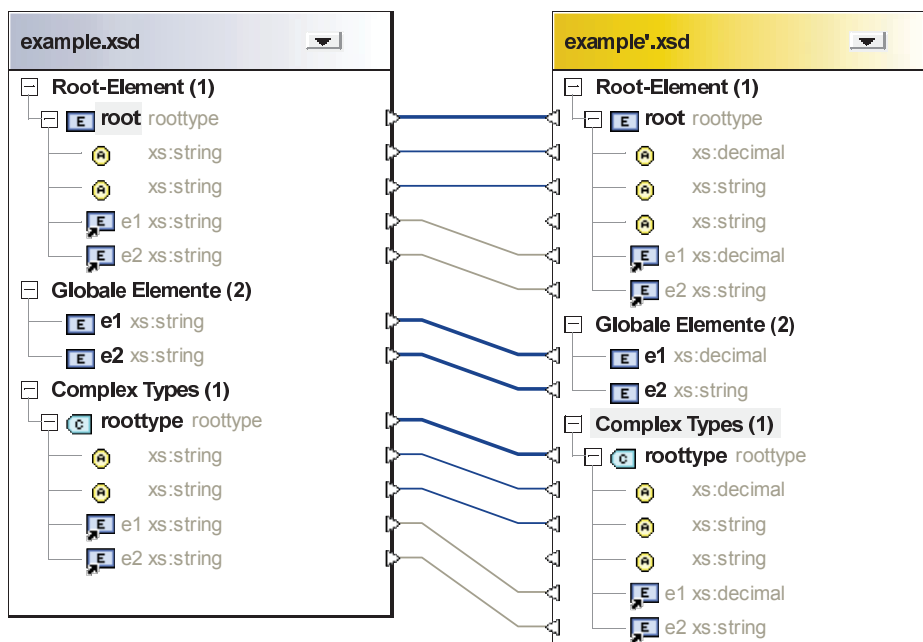 example.xsd
Root-Element (1)
E root roottype
A xs:string
A xs:string
E e1 xs:string
E e2 xs:string
Globale Elemente (2)
E e1 xs:string
E e2 xs:string
Complex Types (1)
C roottype roottype
A xs:string
A xs:string
E e1 xs:string
E e2 xs:string
example'.xsd
Root-Element (1)
E root roottype
A xs:decimal
A xs:string
A xs:string
E e1 xs:decimal
E e2 xs:string
Globale Elemente (2)
E e1 xs:decimal
E e2 xs:string
Complex Types (1)
C roottype roottype
A xs:decimal
A xs:string
A xs:string
E e1 xs:decimal
E e2 xs:string